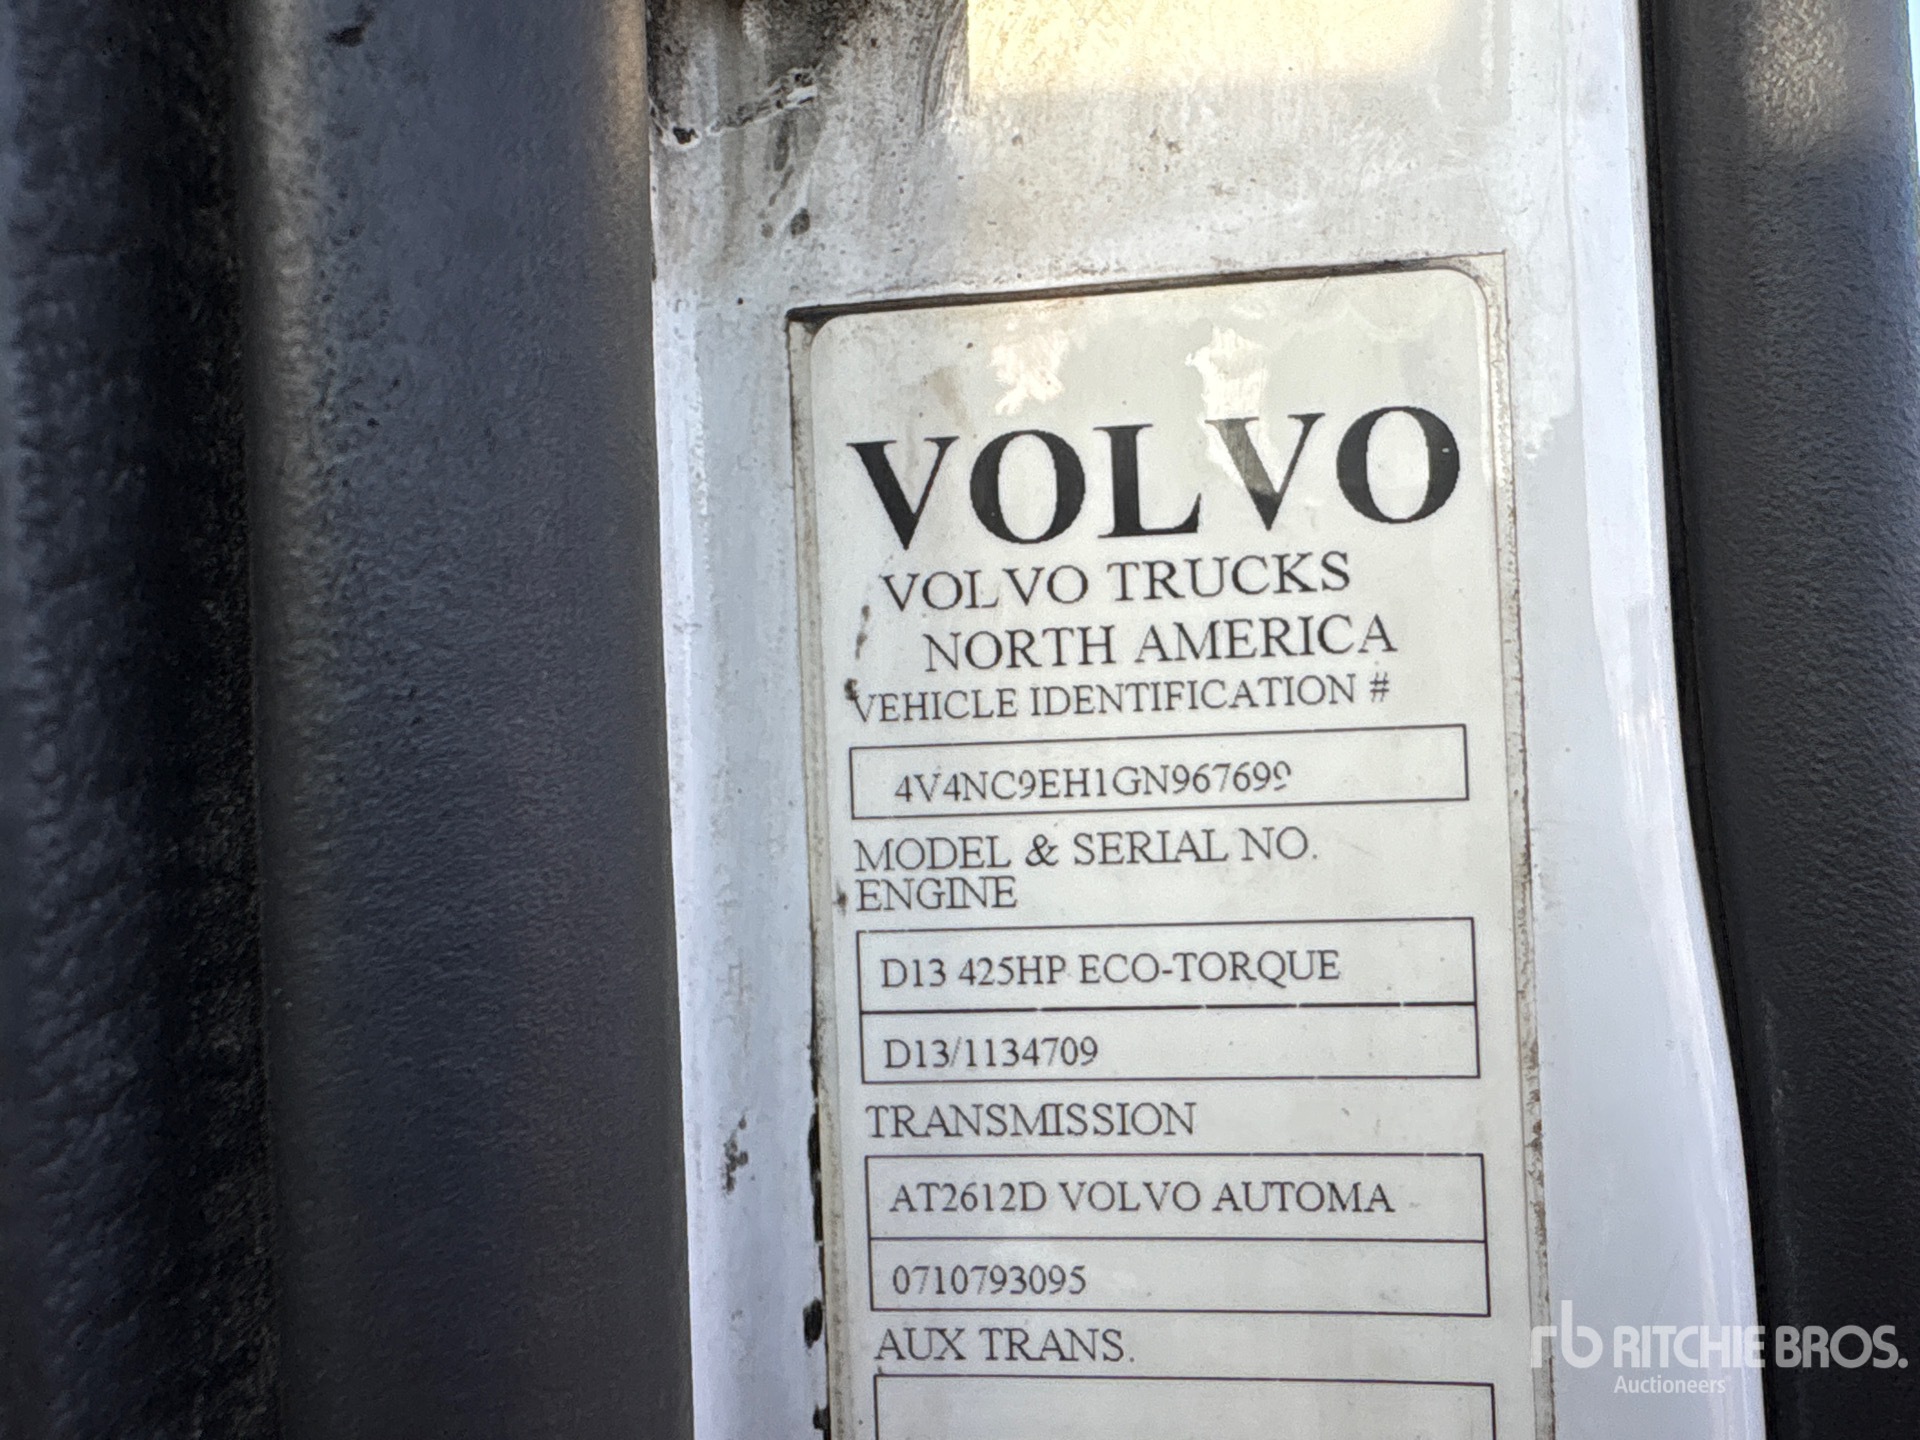 VOLVO
VOLVO TRUCKS
NORTH AMERICA
VEHICLE IDENTIFICATION #
4V4NC9EH1GN967699
MODEL & SERIAL NO.
ENGINE
D13 425HP ECO-TORQUE
D13/1134709
TRANSMISSION
AT2612D VOLVO AUTOMA
0710793095
AUX TRANS.
rb RITCHIE BROS.
Auctioneers